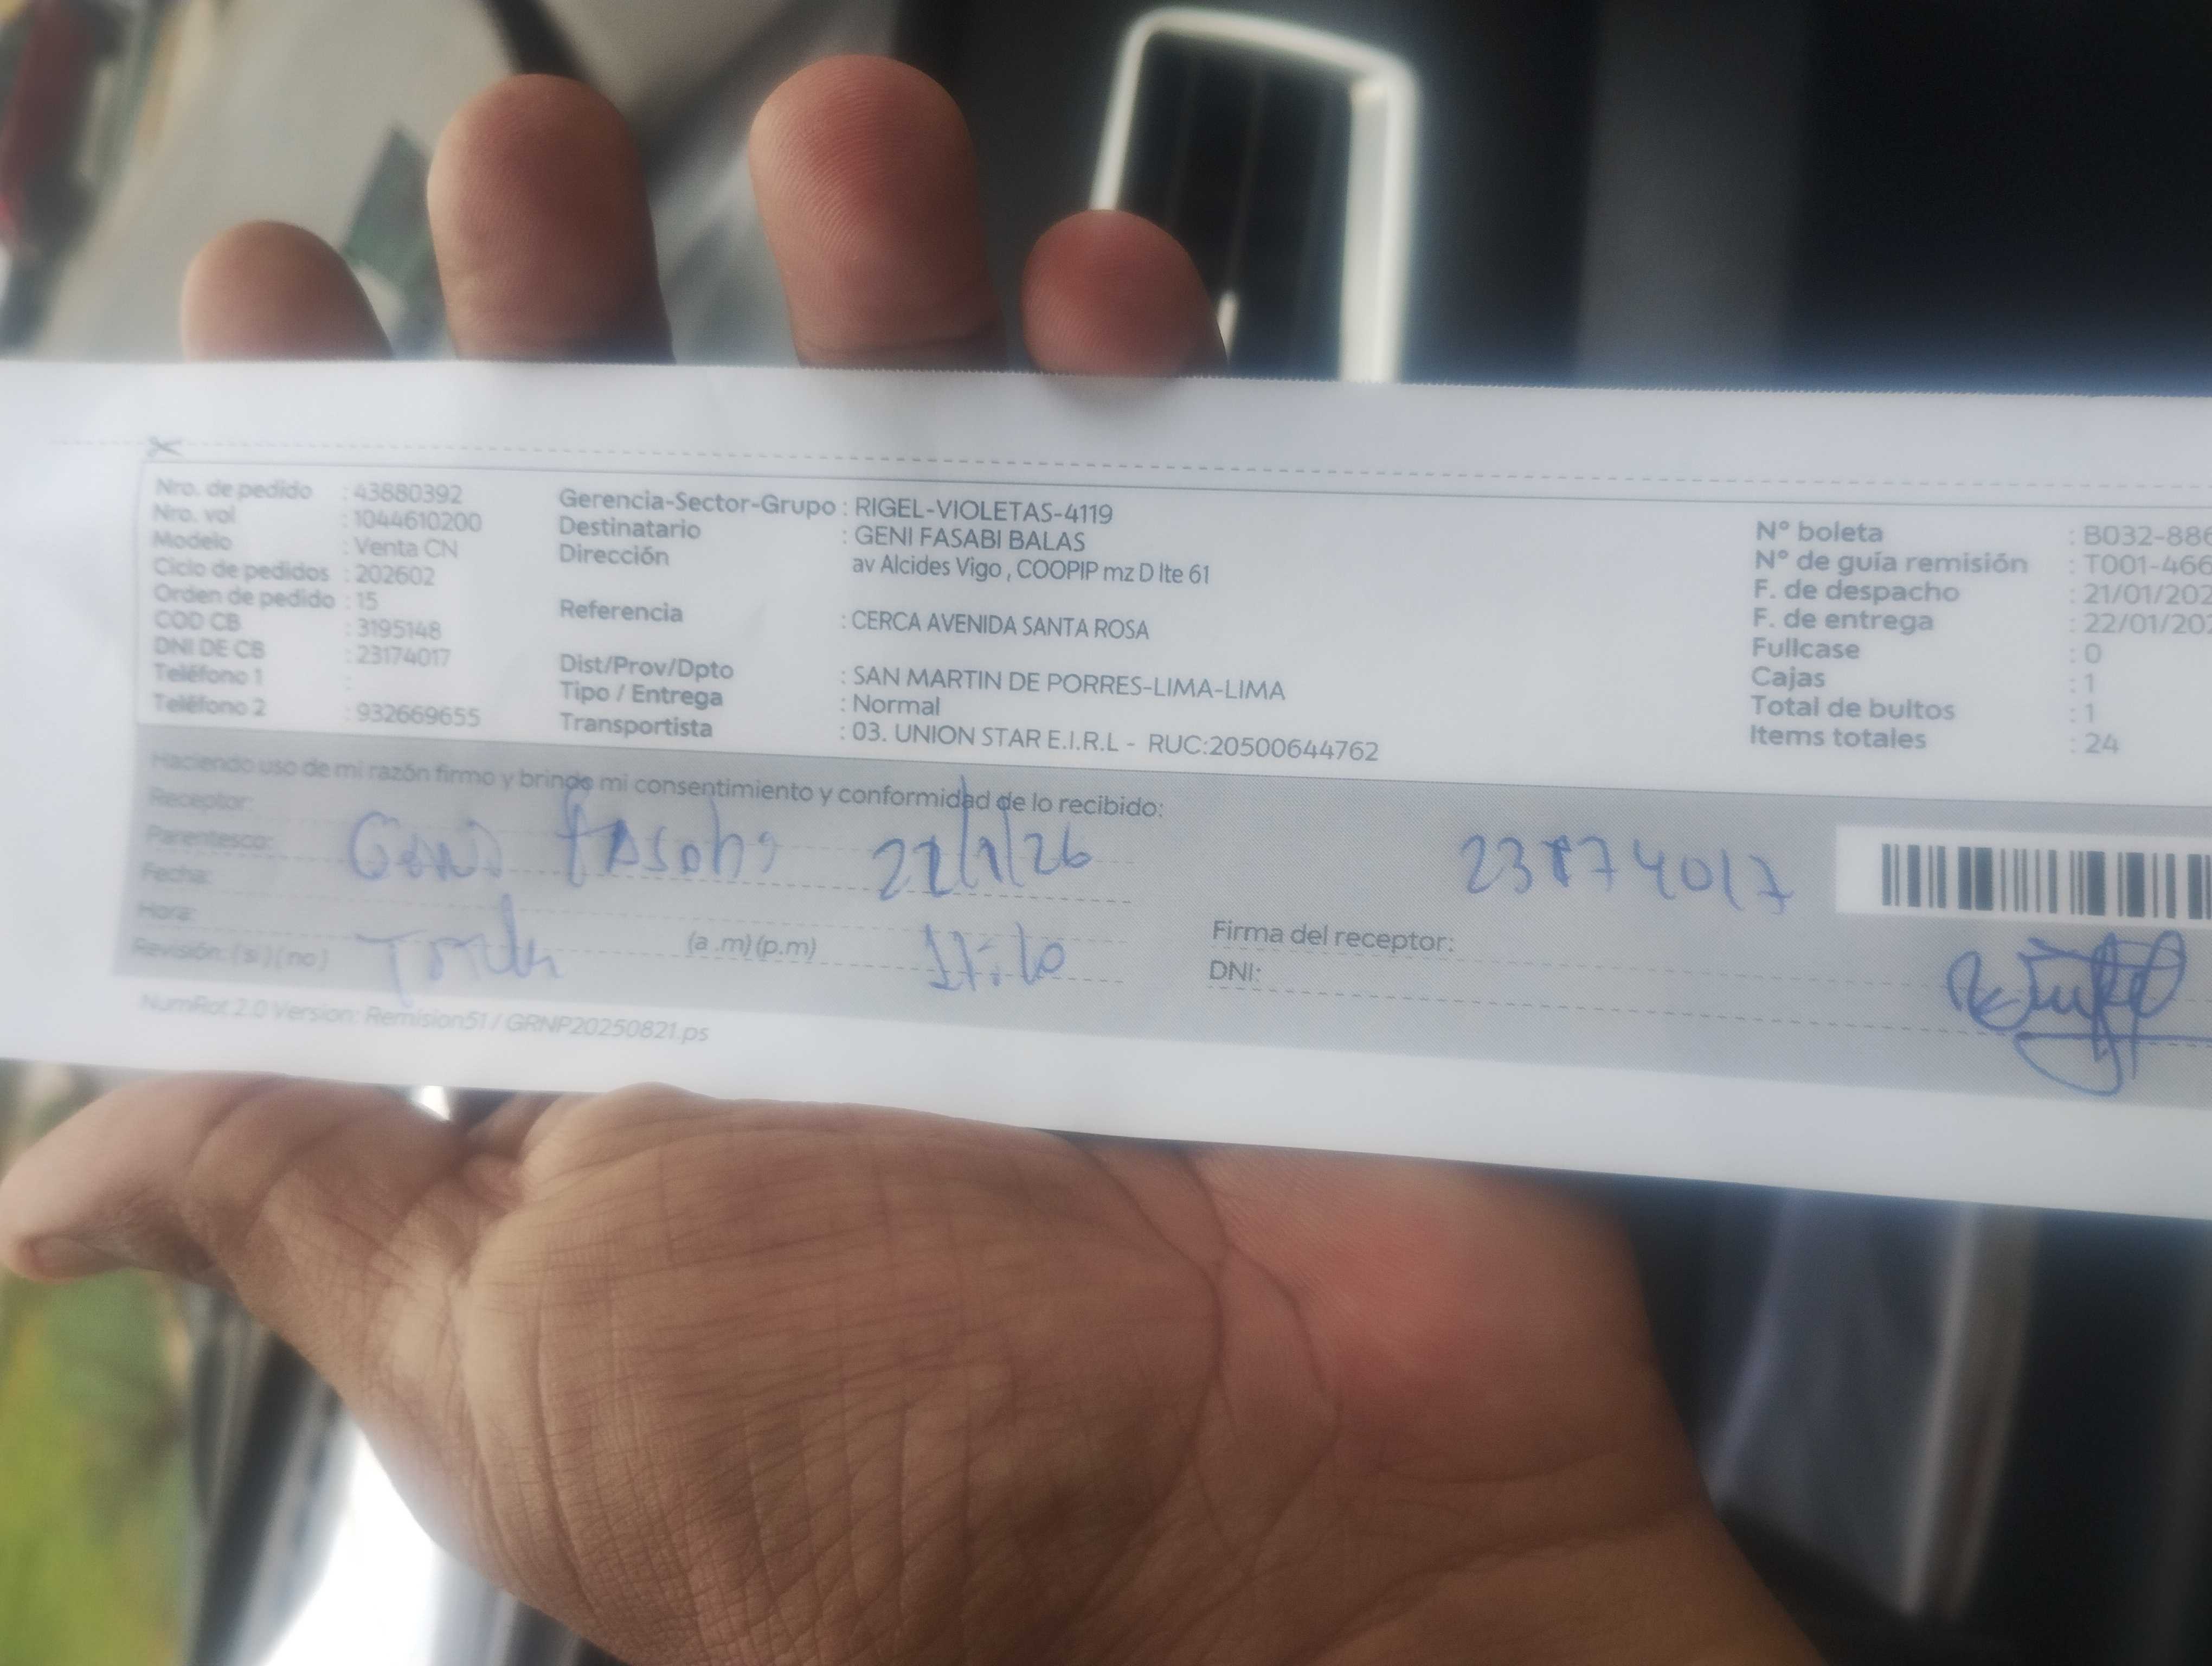 Nro. de pedido : 43880392
Nro. vol : 1044610200
Modelo : Venta CN
Ciclo de pedidos : 202602
Orden de pedido : 15
COD CB : 3195148
DNI DE CB : 23174017
Teléfono 1 :
Teléfono 2 : 932669655
Gerencia-Sector-Grupo : RIGEL-VIOLETAS-4119
Destinatario : GENI FASABI BALAS
Dirección av Alcides Vigo , COOPIP mz D lte 61
Referencia : CERCA AVENIDA SANTA ROSA
Dist/Prov/Dpto : SAN MARTIN DE PORRES-LIMA-LIMA
Tipo / Entrega : Normal
Transportista : 03. UNION STAR E.I.R.L - RUC:20500644762
N° boleta : B032-886
N° de guía remisión : T001-466
F. de despacho : 21/01/202
F. de entrega : 22/01/202
Fullcase : 0
Cajas : 1
Total de bultos : 1
Items totales : 24
Haciendo uso de mi razón firmo y brindo mi consentimiento y conformidad de lo recibido:
Receptor:
Parentesco:
Fecha:
Hora: (a .m) (p.m)
Revisión: ( si ) ( no )
22/1/26
Firma del receptor:
DNI:
NumRot 2.0 Version: Remision51 / GRNP20250821.ps